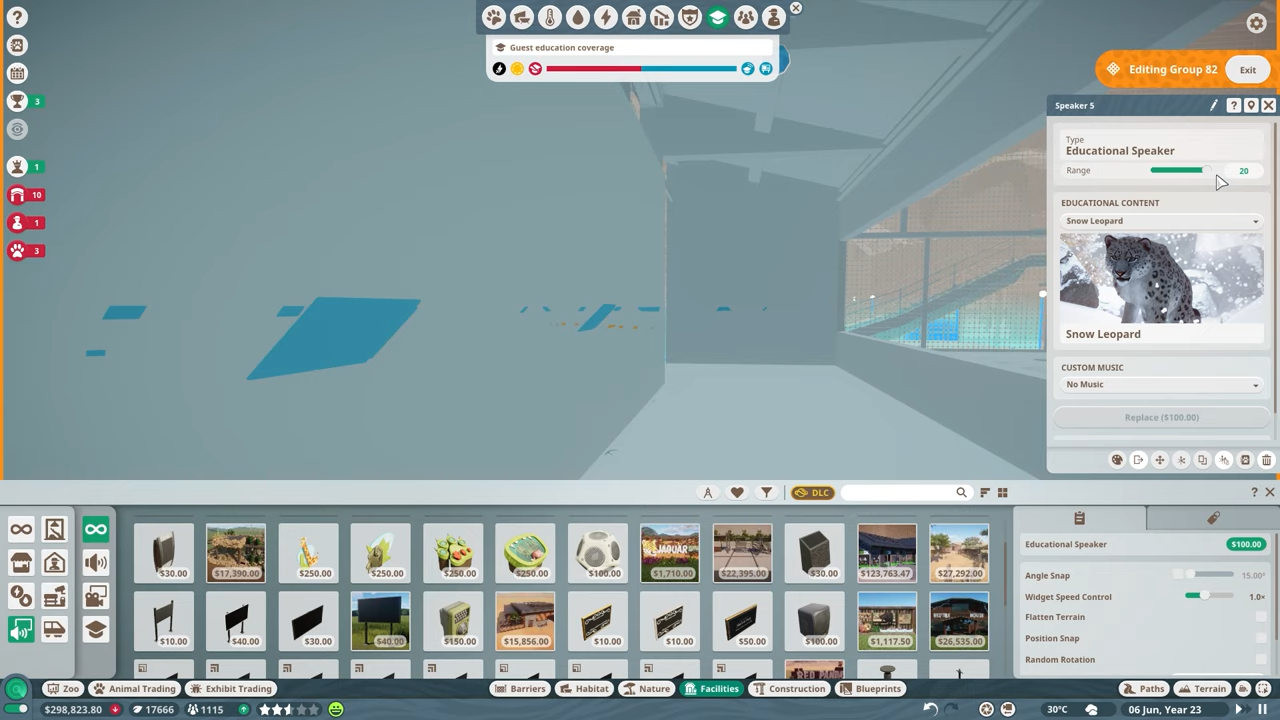 ?
Guest education coverage
Editing Group 82
Exit
3
1
10
1
3
Speaker 5
?
Type
Educational Speaker
Range
20
EDUCATIONAL CONTENT
Snow Leopard
Snow Leopard
CUSTOM MUSIC
No Music
Replace ($100.00)
DLC
?
$30.00
$17,390.00
$250.00
$250.00
$250.00
$250.00
$100.00
JAGUAR
$1,710.00
$22,395.00
$30.00
$123,763.47
$27,292.00
$10.00
$40.00
$30.00
$40.00
$150.00
$15,856.00
$10.00
$10.00
$50.00
$100.00
$1,117.50
$26,535.00
RED PANDA
Educational Speaker
$100.00
Angle Snap
15.00°
Widget Speed Control
1.0×
Flatten Terrain
Position Snap
Random Rotation
Zoo
Animal Trading
Exhibit Trading
Barriers
Habitat
Nature
Facilities
Construction
Blueprints
Paths
Terrain
$298,823.80
17666
1115
30°C
06 Jun, Year 23